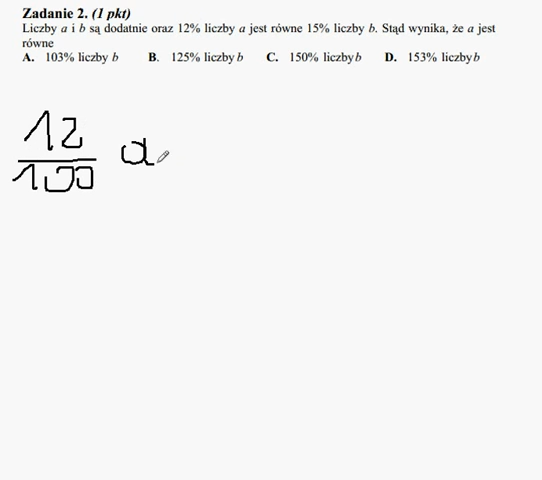 Zadanie 2. (1 pkt)
Liczby a i b są dodatnie oraz 12% liczby a jest równe 15% liczby b. Stąd wynika, że a jest
równe
A. 103% liczby b B. 125% liczby b C. 150% liczby b D. 153% liczby b
12
100 a